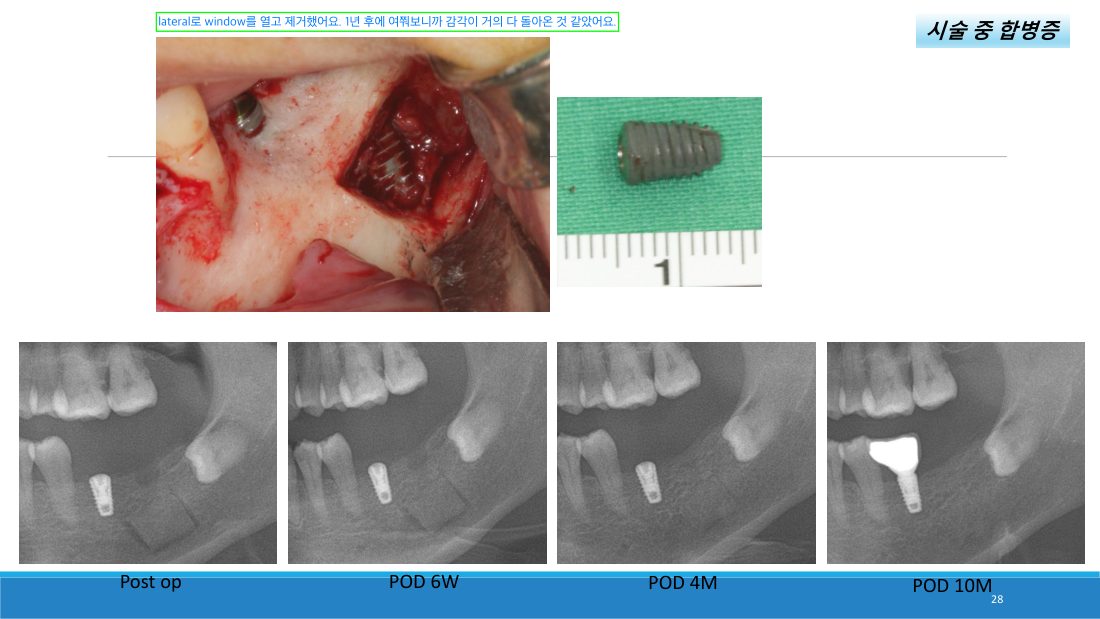 lateral로 window를 열고 제거했어요. 1년 후에 여쭤보니까 감각이 거의 다 돌아온 것 같았어요.
시술 중 합병증
1
Post op
POD 6W
POD 4M
POD 10M
28